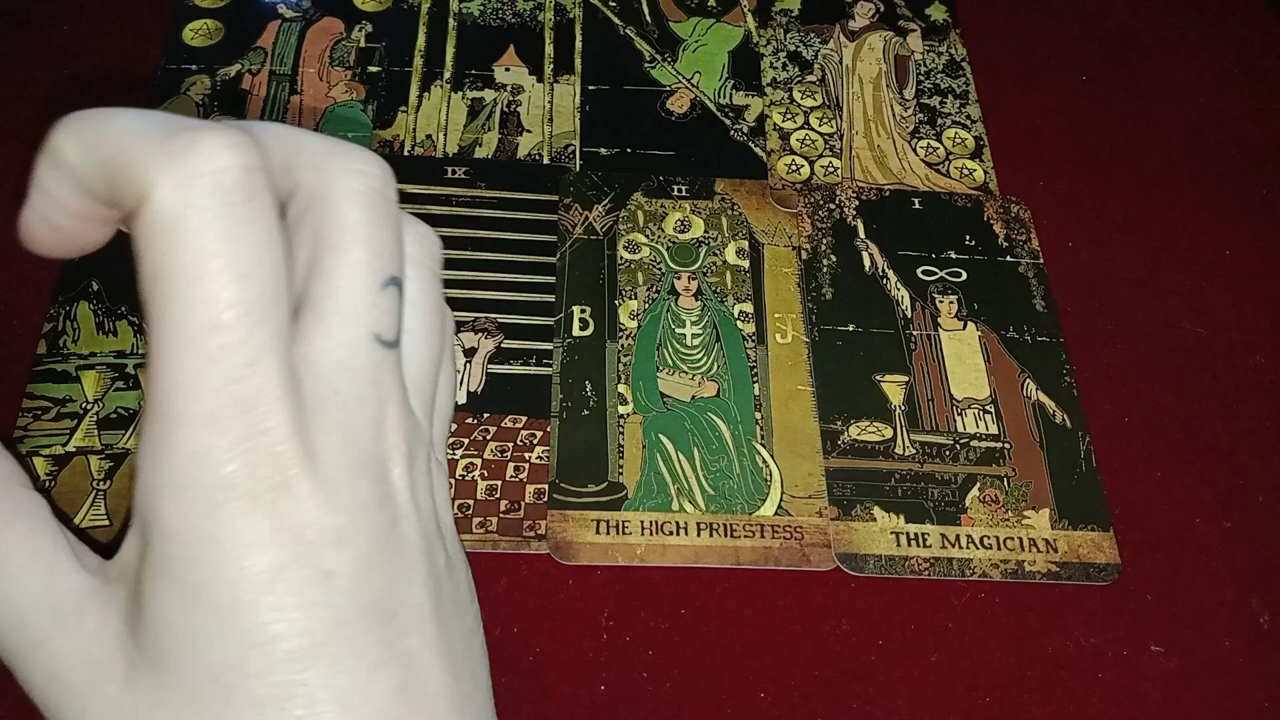 IX
II
I
B
J
THE HIGH PRIESTESS
THE MAGICIAN